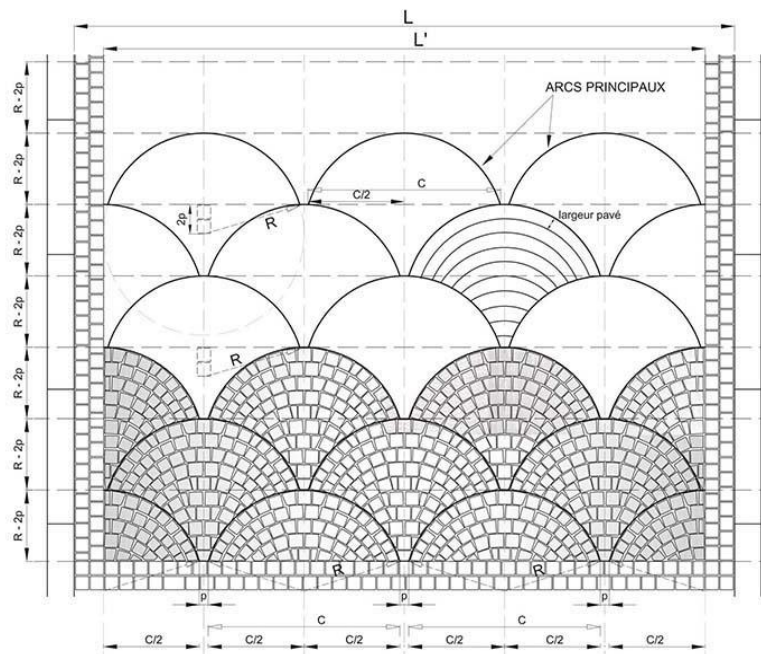 L
L'
R - 2p
ARCS PRINCIPAUX
R - 2p
C
C/2
2p
R
largeur pavé
R - 2p
R - 2p
R
R - 2p
R - 2p
R - 2p
R
R
p
p
p
C
C
C/2
C/2
C/2
C/2
C/2
C/2